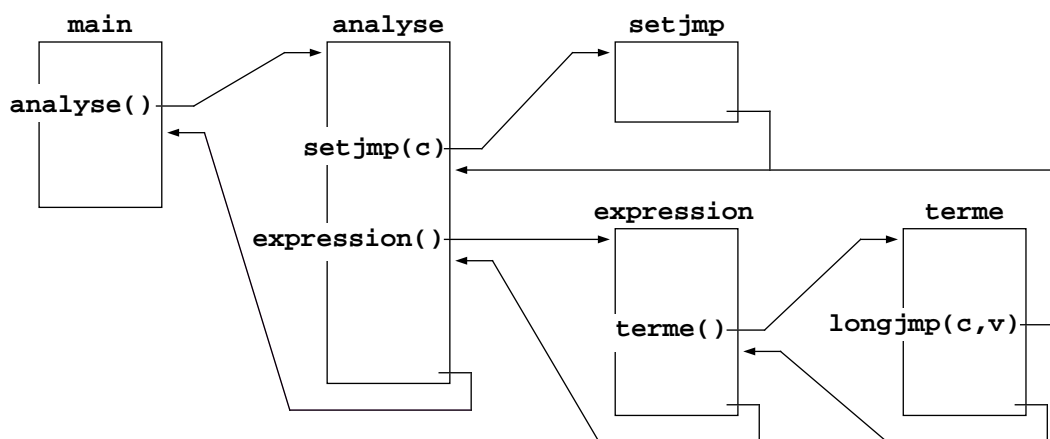 main
analyse
setjmp
analyse()
setjmp(c)
expression
terme
expression()
terme()
longjmp(c,v)